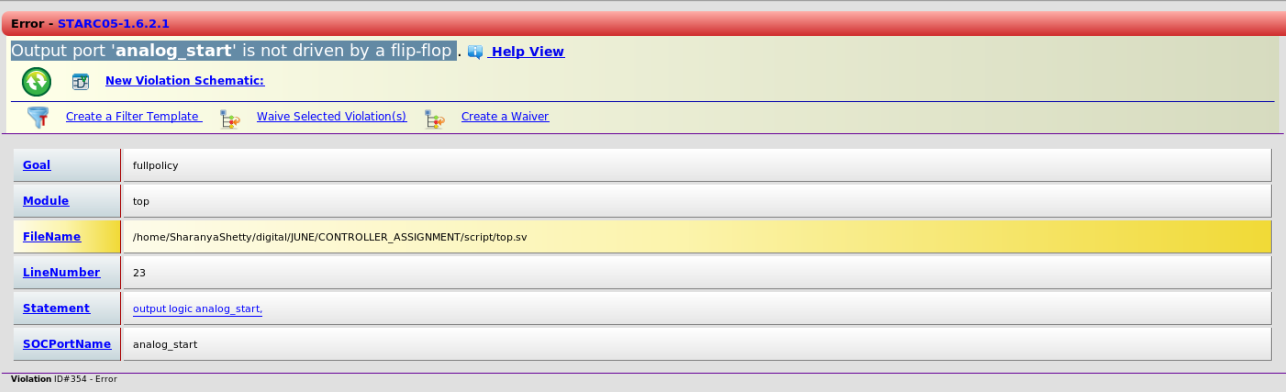 Error - STARC05-1.6.2.1
Output port 'analog_start' is not driven by a flip-flop . Help View
New Violation Schematic:
Create a Filter Template Waive Selected Violation(s) Create a Waiver
Goal fullpolicy
Module top
FileName /home/SharanyaShetty/digital/JUNE/CONTROLLER_ASSIGNMENT/script/top.sv
LineNumber 23
Statement output logic analog_start,
SOCPortName analog_start
Violation ID#354 - Error